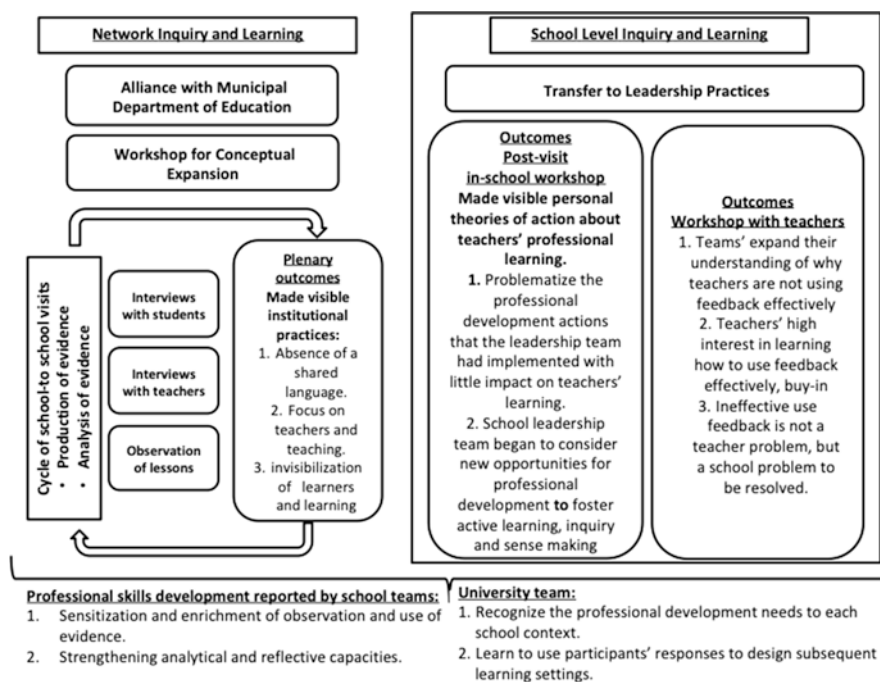 Network Inquiry and Learning
Alliance with Municipal
Department of Education
Workshop for Conceptual
Expansion
Cycle of school-to school visits
• Production of evidence
• Analysis of evidence
Interviews
with students
Interviews
with teachers
Observation
of lessons
Plenary
outcomes
Made visible
institutional
practices:
1. Absence of a
shared
language.
2. Focus on
teachers and
teaching.
3. invisibilization
of learners
and learning
School Level Inquiry and Learning
Transfer to Leadership Practices
Outcomes
Post-visit
in-school workshop
Made visible personal
theories of action about
teachers' professional
learning.
1. Problematize the
professional
development actions
that the leadership team
had implemented with
little impact on teachers'
learning.
2. School leadership
team began to consider
new opportunities for
professional
development to foster
active learning, inquiry
and sense making
Outcomes
Workshop with teachers
1. Teams' expand their
understanding of why
teachers are not using
feedback effectively
2. Teachers' high
interest in learning
how to use feedback
effectively, buy-in
3. Ineffective use
feedback is not a
teacher problem, but
a school problem to
be resolved.
Professional skills development reported by school teams:
1. Sensitization and enrichment of observation and use of
evidence.
2. Strengthening analytical and reflective capacities.
University team:
1. Recognize the professional development needs to each
school context.
2. Learn to use participants' responses to design subsequent
learning settings.